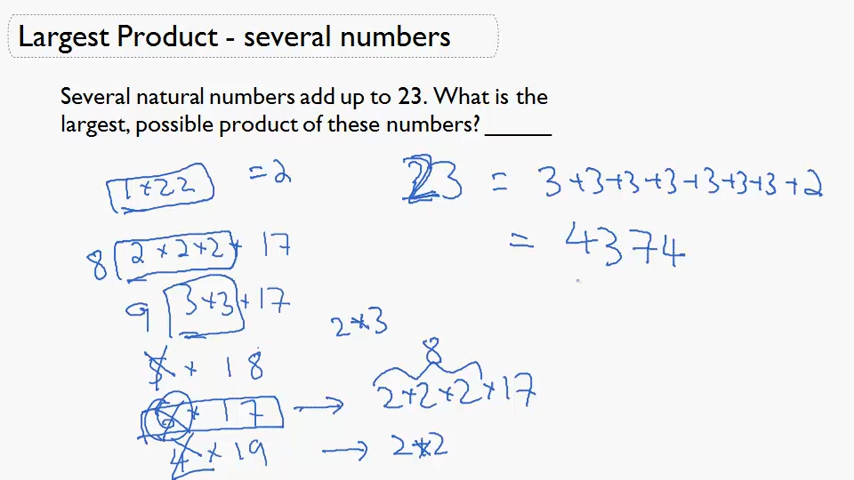 Largest Product - several numbers
Several natural numbers add up to 23. What is the
largest, possible product of these numbers? ______
1+22 = 2
23 = 3+3+3+3+3+3+3+2
8 2+2+2+ 17
= 4374
9 3+3+17
2*3
5 + 18
8
+ 17 → 2+2+2+17
4 + 19 → 2*2